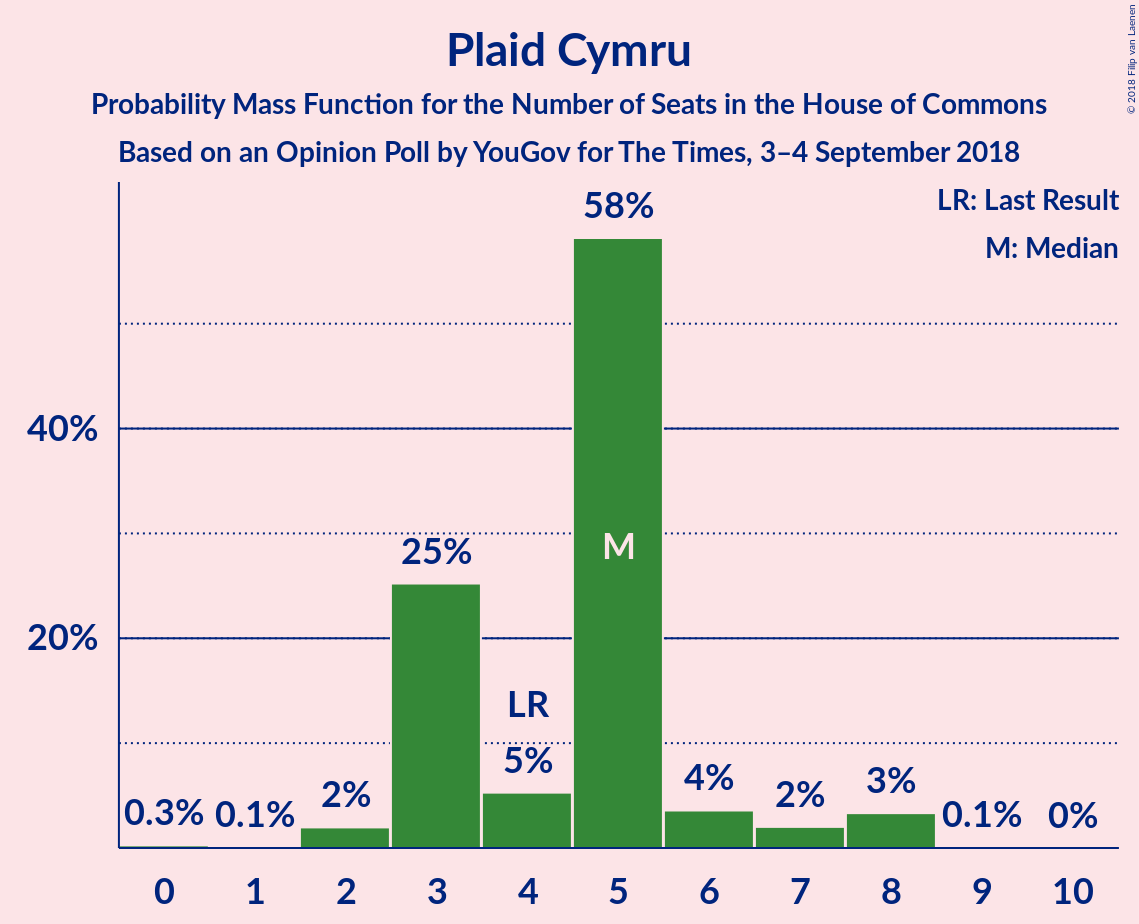 Plaid Cymru
Probability Mass Function for the Number of Seats in the House of Commons
Based on an Opinion Poll by YouGov for The Times, 3–4 September 2018
© 2018 Filip van Laenen
LR: Last Result
M: Median
58%
40%
25%
M
20%
LR
5%
4%
3%
2%
2%
0.3%
0.1%
0.1%
0%
0 1 2 3 4 5 6 7 8 9 10